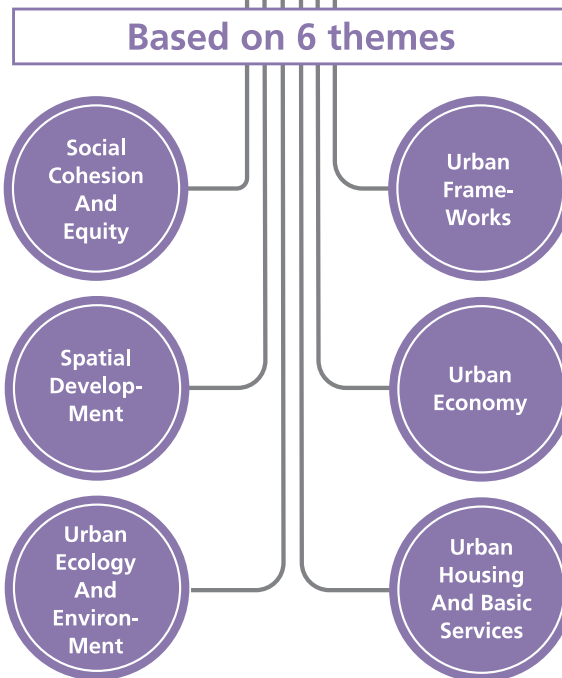 Based on 6 themes
Social
Cohesion
And
Equity
Urban
Frame-
Works
Spatial
Develop-
Ment
Urban
Economy
Urban
Ecology
And
Environ-
Ment
Urban
Housing
And Basic
Services